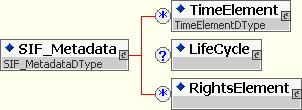 TimeElement
TimeElementDType
SIF_Metadata
SIF_MetadataDType
LifeCycle
RightsElement